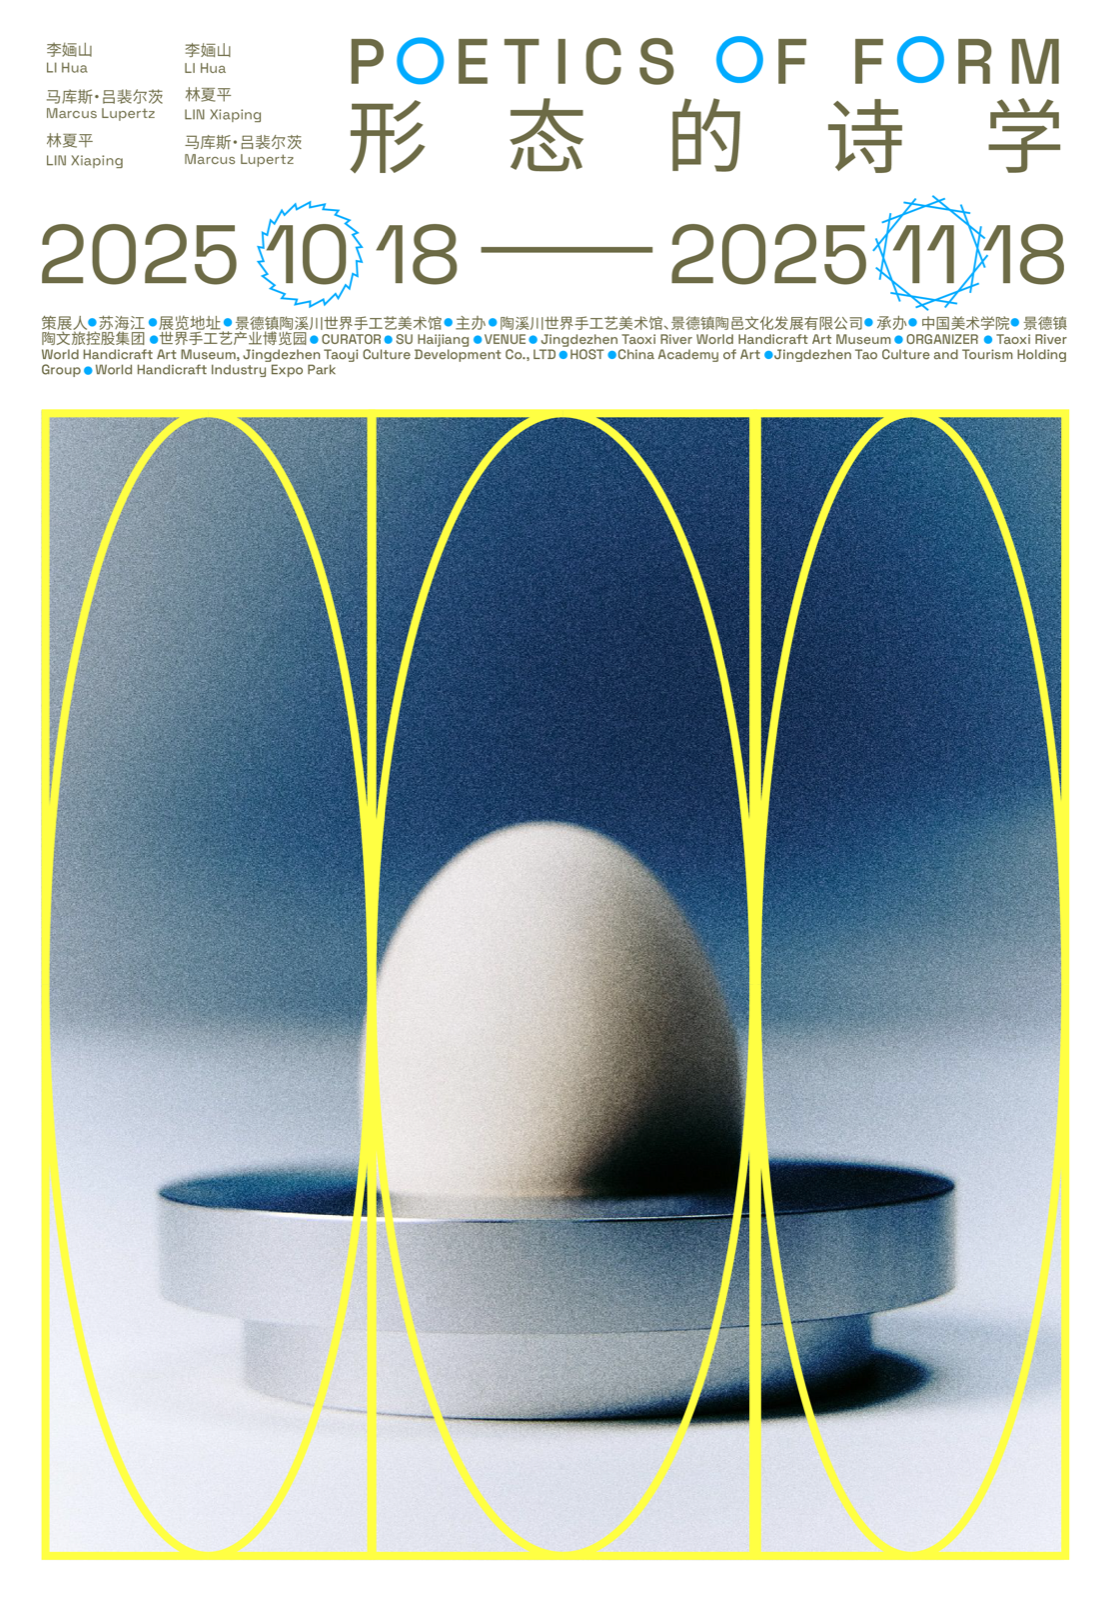 李婳山
LI Hua
马库斯•吕裴尔茨
Marcus Lupertz
林夏平
LIN Xiaping
李婳山
LI Hua
林夏平
LIN Xiaping
马库斯•吕裴尔茨
Marcus Lupertz
POETICS OF FORM
形态的诗学
2025 10 18 — 2025 11 18
策展人●苏海江●展览地址●景德镇陶溪川世界手工艺美术馆●主办●陶溪川世界手工艺美术馆、景德镇陶邑文化发展有限公司●承办●中国美术学院●景德镇
陶文旅控股集团●世界手工艺产业博览园●CURATOR●SU Haijiang●VENUE●Jingdezhen Taoxi River World Handicraft Art Museum●ORGANIZER●Taoxi River
World Handicraft Art Museum, Jingdezhen Taoyi Culture Development Co., LTD●HOST●China Academy of Art●Jingdezhen Tao Culture and Tourism Holding
Group●World Handicraft Industry Expo Park